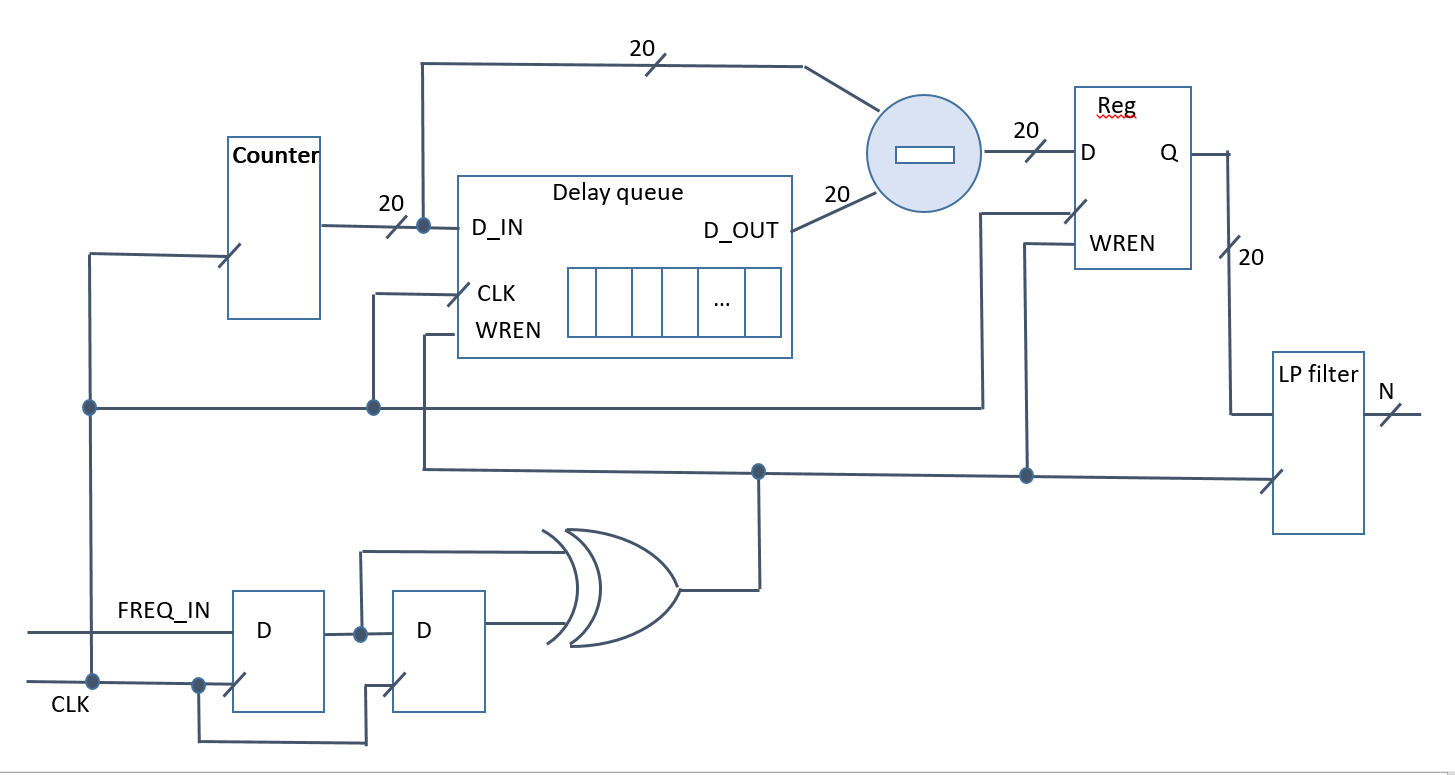 20
Reg
20
D
Q
Counter
20
Delay queue
20
D_IN
D_OUT
WREN
20
CLK
...
WREN
LP filter
N
FREQ_IN
D
D
CLK